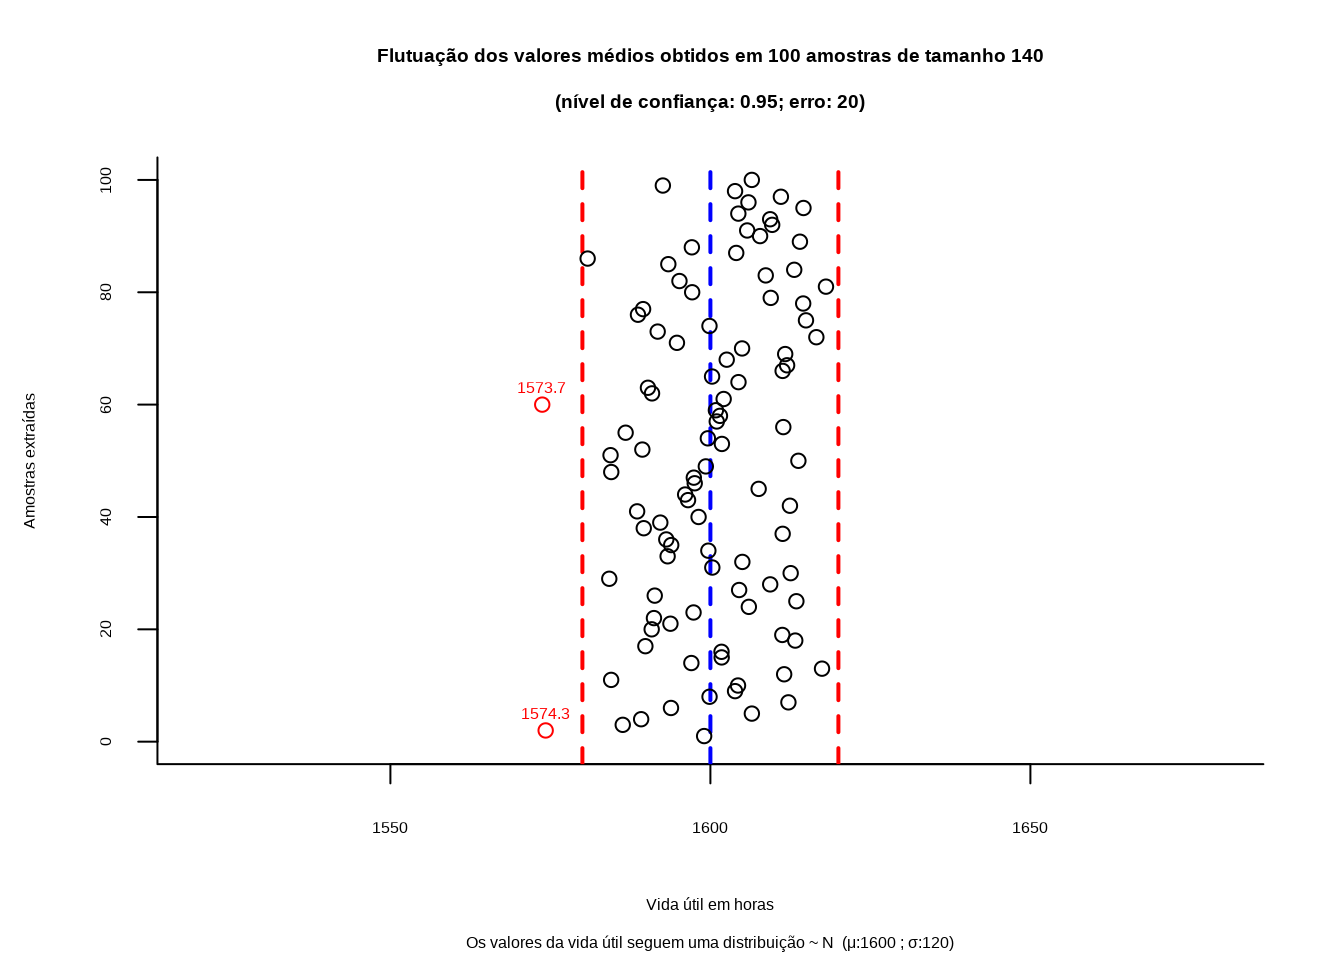 Flutuação dos valores médios obtidos em 100 amostras de tamanho 140
(nível de confiança: 0.95; erro: 20)
100
80
60
40
20
0
Amostras extraídas
1573.7
1574.3
1550
1600
1650
Vida útil em horas
Os valores da vida útil seguem uma distribuição ~ N  (μ:1600 ; σ:120)